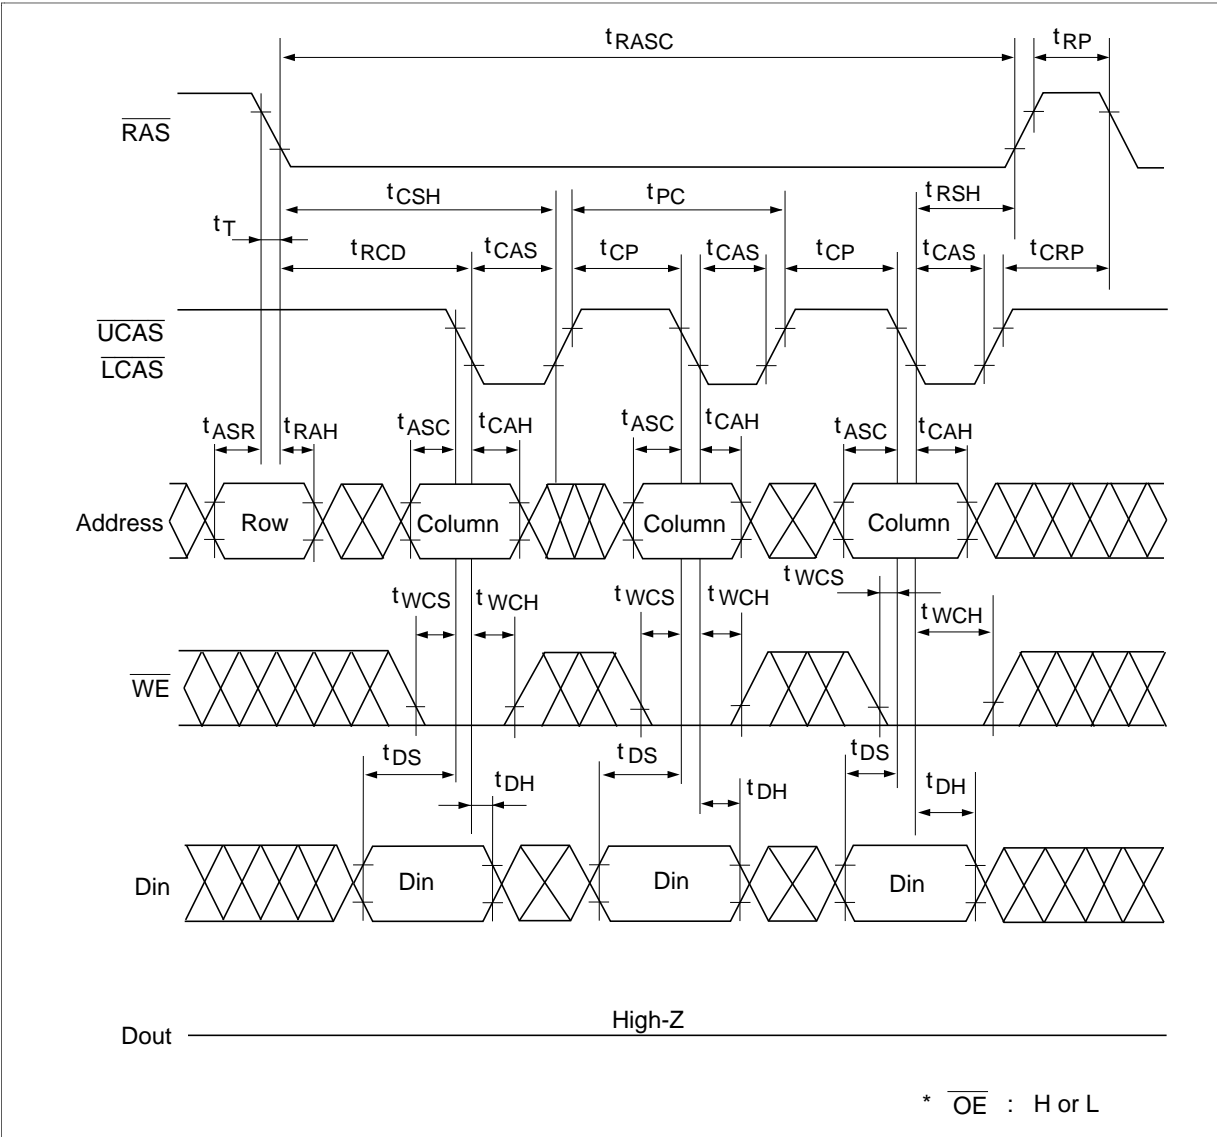 tRASC tRP
RAS
tCSH tPC tRSH
tT tRCD tCAS tCP tCAS tCP tCAS tCRP
UCAS
LCAS
tASR tRAH tASC tCAH tASC tCAH tASC tCAH
Address Row Column Column Column
tWCS tWCH tWCS tWCH tWCS tWCH
WE
tDS tDH tDS tDH tDS tDH
Din Din Din Din
High-Z
Dout
* OE : H or L